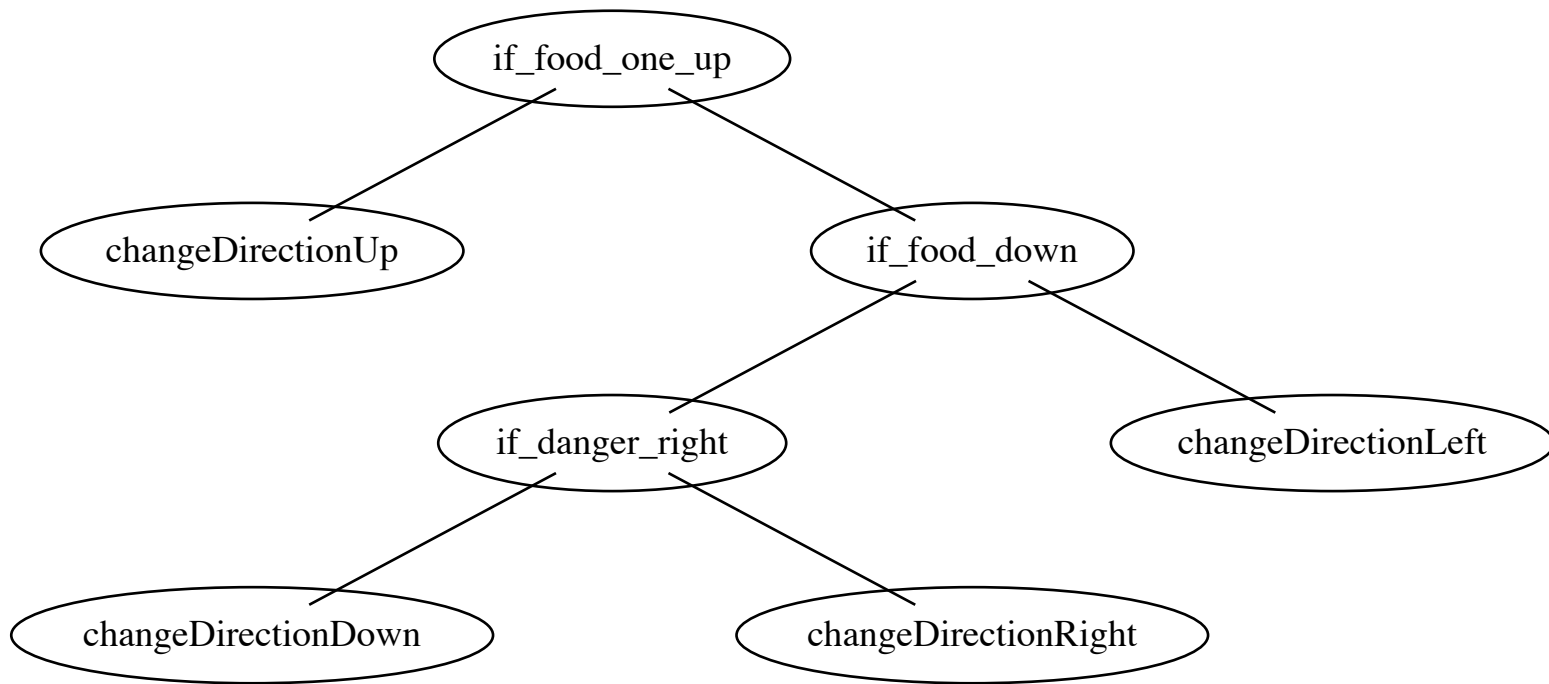 if_food_one_up
changeDirectionUp
if_food_down
if_danger_right
changeDirectionLeft
changeDirectionDown
changeDirectionRight